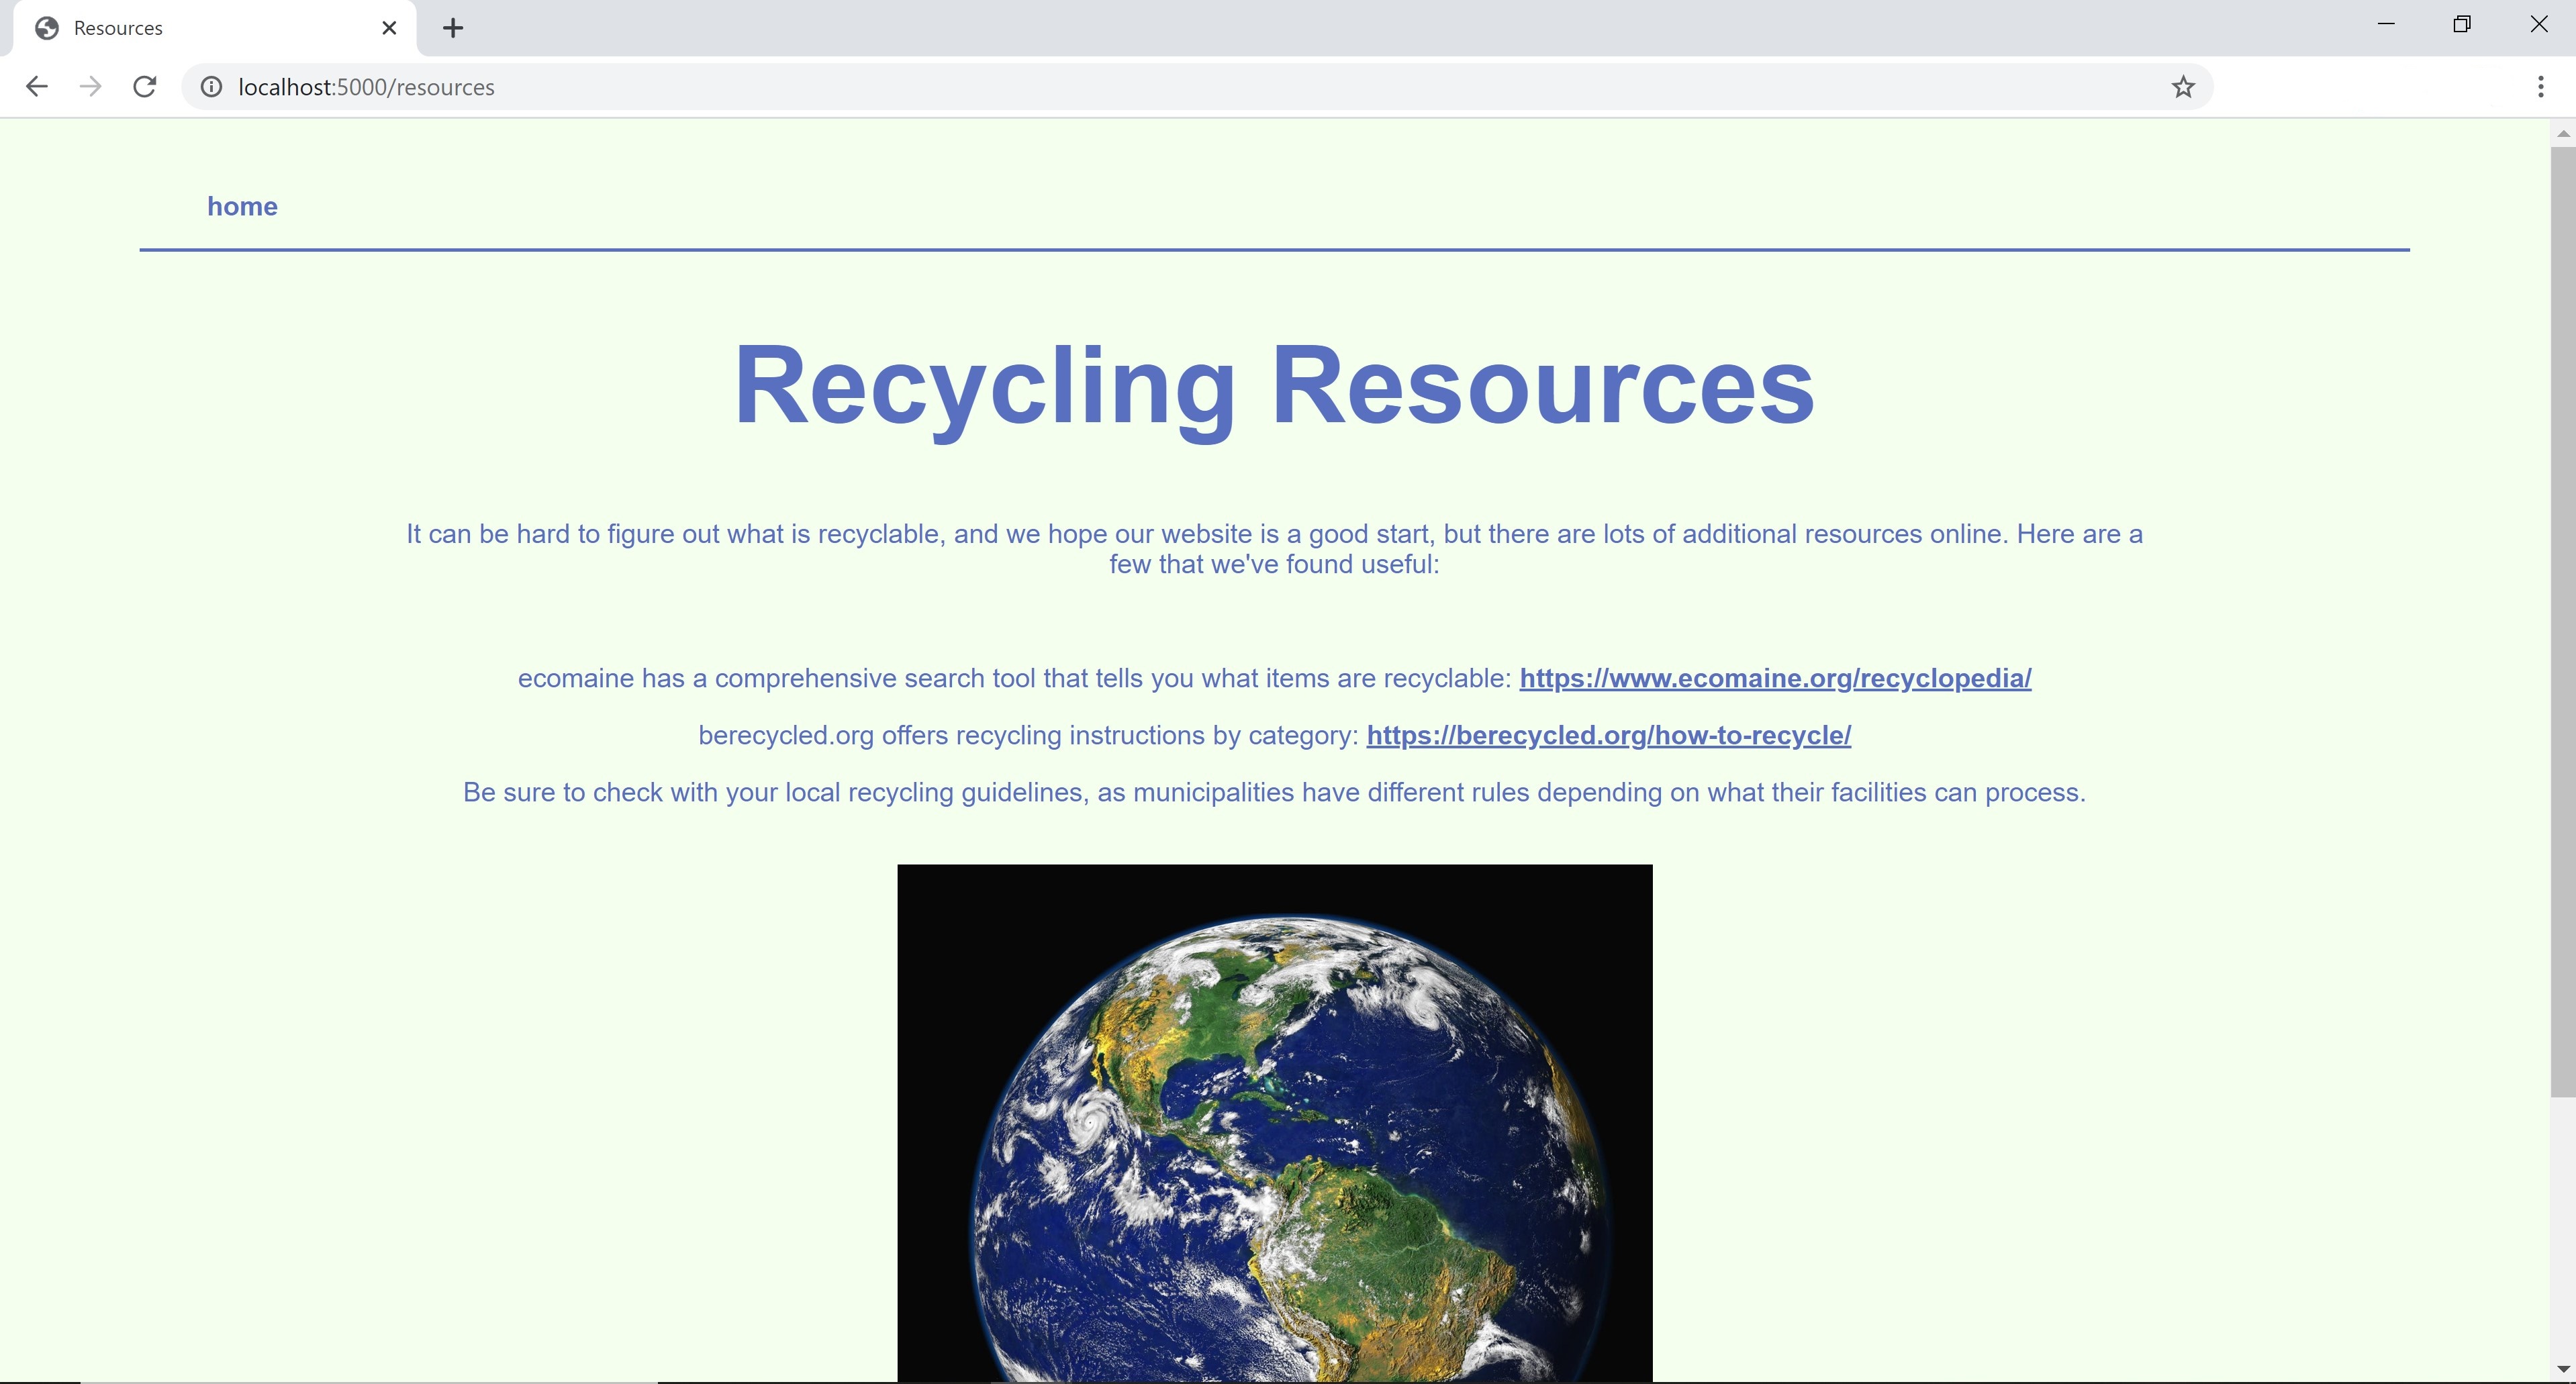 Resources
localhost:5000/resources
home
Recycling Resources
It can be hard to figure out what is recyclable, and we hope our website is a good start, but there are lots of additional resources online. Here are a
few that we've found useful:
ecomaine has a comprehensive search tool that tells you what items are recyclable: https://www.ecomaine.org/recyclopedia/
berecycled.org offers recycling instructions by category: https://berecycled.org/how-to-recycle/
Be sure to check with your local recycling guidelines, as municipalities have different rules depending on what their facilities can process.